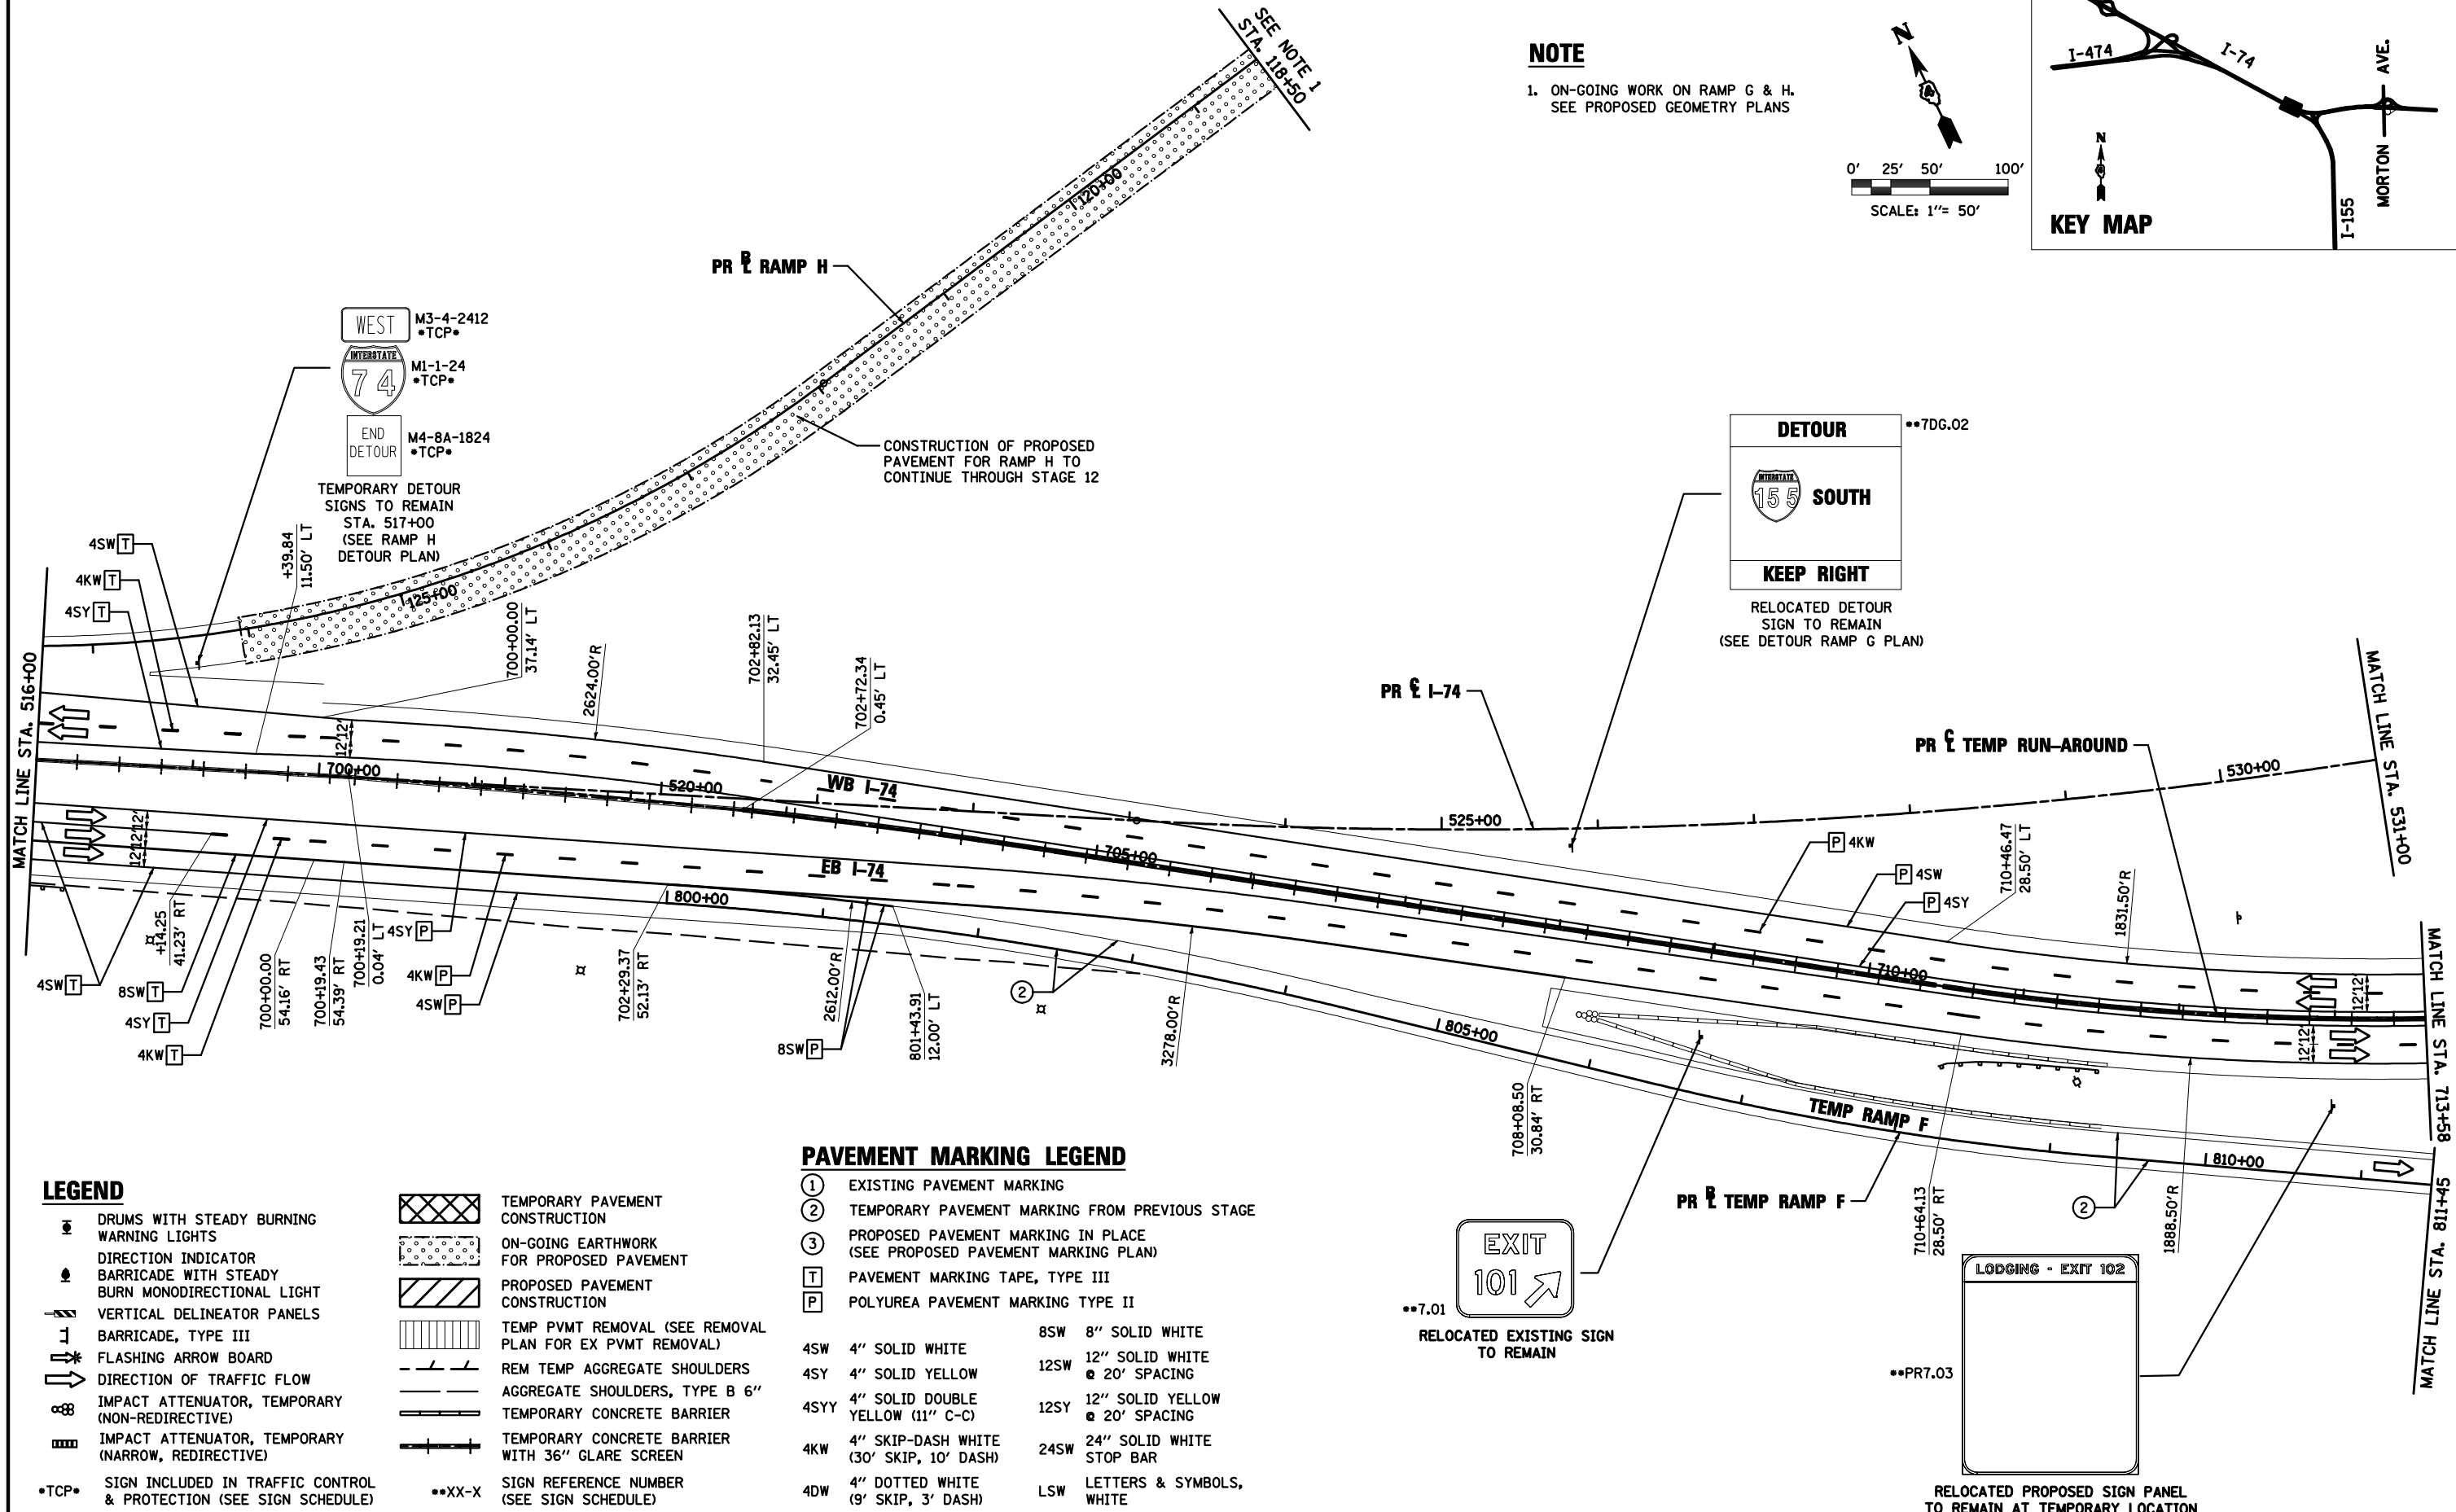 SEE NOTE 1
STA. 118+50
NOTE
1. ON-GOING WORK ON RAMP G & H.
SEE PROPOSED GEOMETRY PLANS
N
0' 25' 50' 100'
SCALE: 1"= 50'
I-474
I-74
MORTON AVE.
N
I-155
KEY MAP
120+00
PR BL RAMP H
WEST
M3-4-2412
*TCP*
INTERSTATE
74
M1-1-24
*TCP*
END
DETOUR
M4-8A-1824
*TCP*
TEMPORARY DETOUR
SIGNS TO REMAIN
STA. 517+00
(SEE RAMP H
DETOUR PLAN)
CONSTRUCTION OF PROPOSED
PAVEMENT FOR RAMP H TO
CONTINUE THROUGH STAGE 12
DETOUR
**7DG.02
INTERSTATE
155
SOUTH
KEEP RIGHT
RELOCATED DETOUR
SIGN TO REMAIN
(SEE DETOUR RAMP G PLAN)
4SW T
4KW T
4SY T
+39.84
11.50' LT
125+00
700+00.00
37.14' LT
2624.00'R
702+82.13
32.45' LT
702+72.34
0.45' LT
PR CL I-74
PR CL TEMP RUN-AROUND
MATCH LINE STA. 516+00
MATCH LINE STA. 531+00
12' 12'
700+00
520+00
WB I-74
525+00
530+00
705+00
EB I-74
800+00
P 4KW
P 4SW
P 4SY
710+46.47
28.50' LT
1831.50'R
710+00
12' 12' 12'
+14.25
41.23' RT
4SW T
8SW T
4SY T
4KW T
700+00.00
54.16' RT
700+19.43
54.39' RT
700+19.21
0.04' LT
4SY P
4KW P
4SW P
702+29.37
52.13' RT
2612.00'R
8SW P
801+43.91
12.00' LT
2
3278.00'R
805+00
12' 12'
12' 12'
MATCH LINE STA. 713+58
708+08.50
30.84' RT
TEMP RAMP F
PR BL TEMP RAMP F
710+64.13
28.50' RT
2
1888.50'R
810+00
MATCH LINE STA. 811+45
EXIT
101
**7.01
RELOCATED EXISTING SIGN
TO REMAIN
LODGING - EXIT 102
**PR7.03
RELOCATED PROPOSED SIGN PANEL
TO REMAIN AT TEMPORARY LOCATION
LEGEND
DRUMS WITH STEADY BURNING
WARNING LIGHTS
DIRECTION INDICATOR
BARRICADE WITH STEADY
BURN MONODIRECTIONAL LIGHT
VERTICAL DELINEATOR PANELS
BARRICADE, TYPE III
FLASHING ARROW BOARD
DIRECTION OF TRAFFIC FLOW
IMPACT ATTENUATOR, TEMPORARY
(NON-REDIRECTIVE)
IMPACT ATTENUATOR, TEMPORARY
(NARROW, REDIRECTIVE)
*TCP* SIGN INCLUDED IN TRAFFIC CONTROL
& PROTECTION (SEE SIGN SCHEDULE)
TEMPORARY PAVEMENT
CONSTRUCTION
ON-GOING EARTHWORK
FOR PROPOSED PAVEMENT
PROPOSED PAVEMENT
CONSTRUCTION
TEMP PVMT REMOVAL (SEE REMOVAL
PLAN FOR EX PVMT REMOVAL)
REM TEMP AGGREGATE SHOULDERS
AGGREGATE SHOULDERS, TYPE B 6"
TEMPORARY CONCRETE BARRIER
TEMPORARY CONCRETE BARRIER
WITH 36" GLARE SCREEN
**XX-X SIGN REFERENCE NUMBER
(SEE SIGN SCHEDULE)
PAVEMENT MARKING LEGEND
1 EXISTING PAVEMENT MARKING
2 TEMPORARY PAVEMENT MARKING FROM PREVIOUS STAGE
3 PROPOSED PAVEMENT MARKING IN PLACE
(SEE PROPOSED PAVEMENT MARKING PLAN)
T PAVEMENT MARKING TAPE, TYPE III
P POLYUREA PAVEMENT MARKING TYPE II
4SW 4" SOLID WHITE
4SY 4" SOLID YELLOW
4SYY 4" SOLID DOUBLE
YELLOW (11" C-C)
4KW 4" SKIP-DASH WHITE
(30' SKIP, 10' DASH)
4DW 4" DOTTED WHITE
(9' SKIP, 3' DASH)
8SW 8" SOLID WHITE
12SW 12" SOLID WHITE
@ 20' SPACING
12SY 12" SOLID YELLOW
@ 20' SPACING
24SW 24" SOLID WHITE
STOP BAR
LSW LETTERS & SYMBOLS,
WHITE